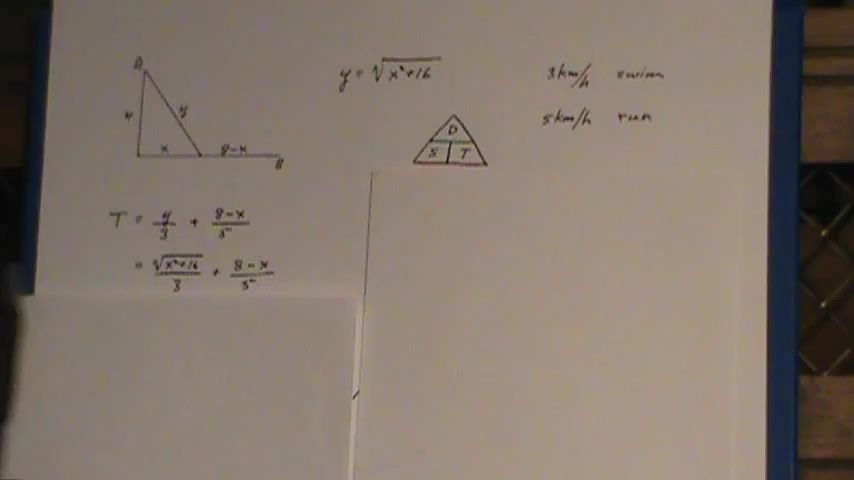 A
4
y
x
8-x
B
y = √x²+16
D
S T
3km/h swim
5km/h run
T = y/3 + 8-x/5
= √x²+16/3 + 8-x/5